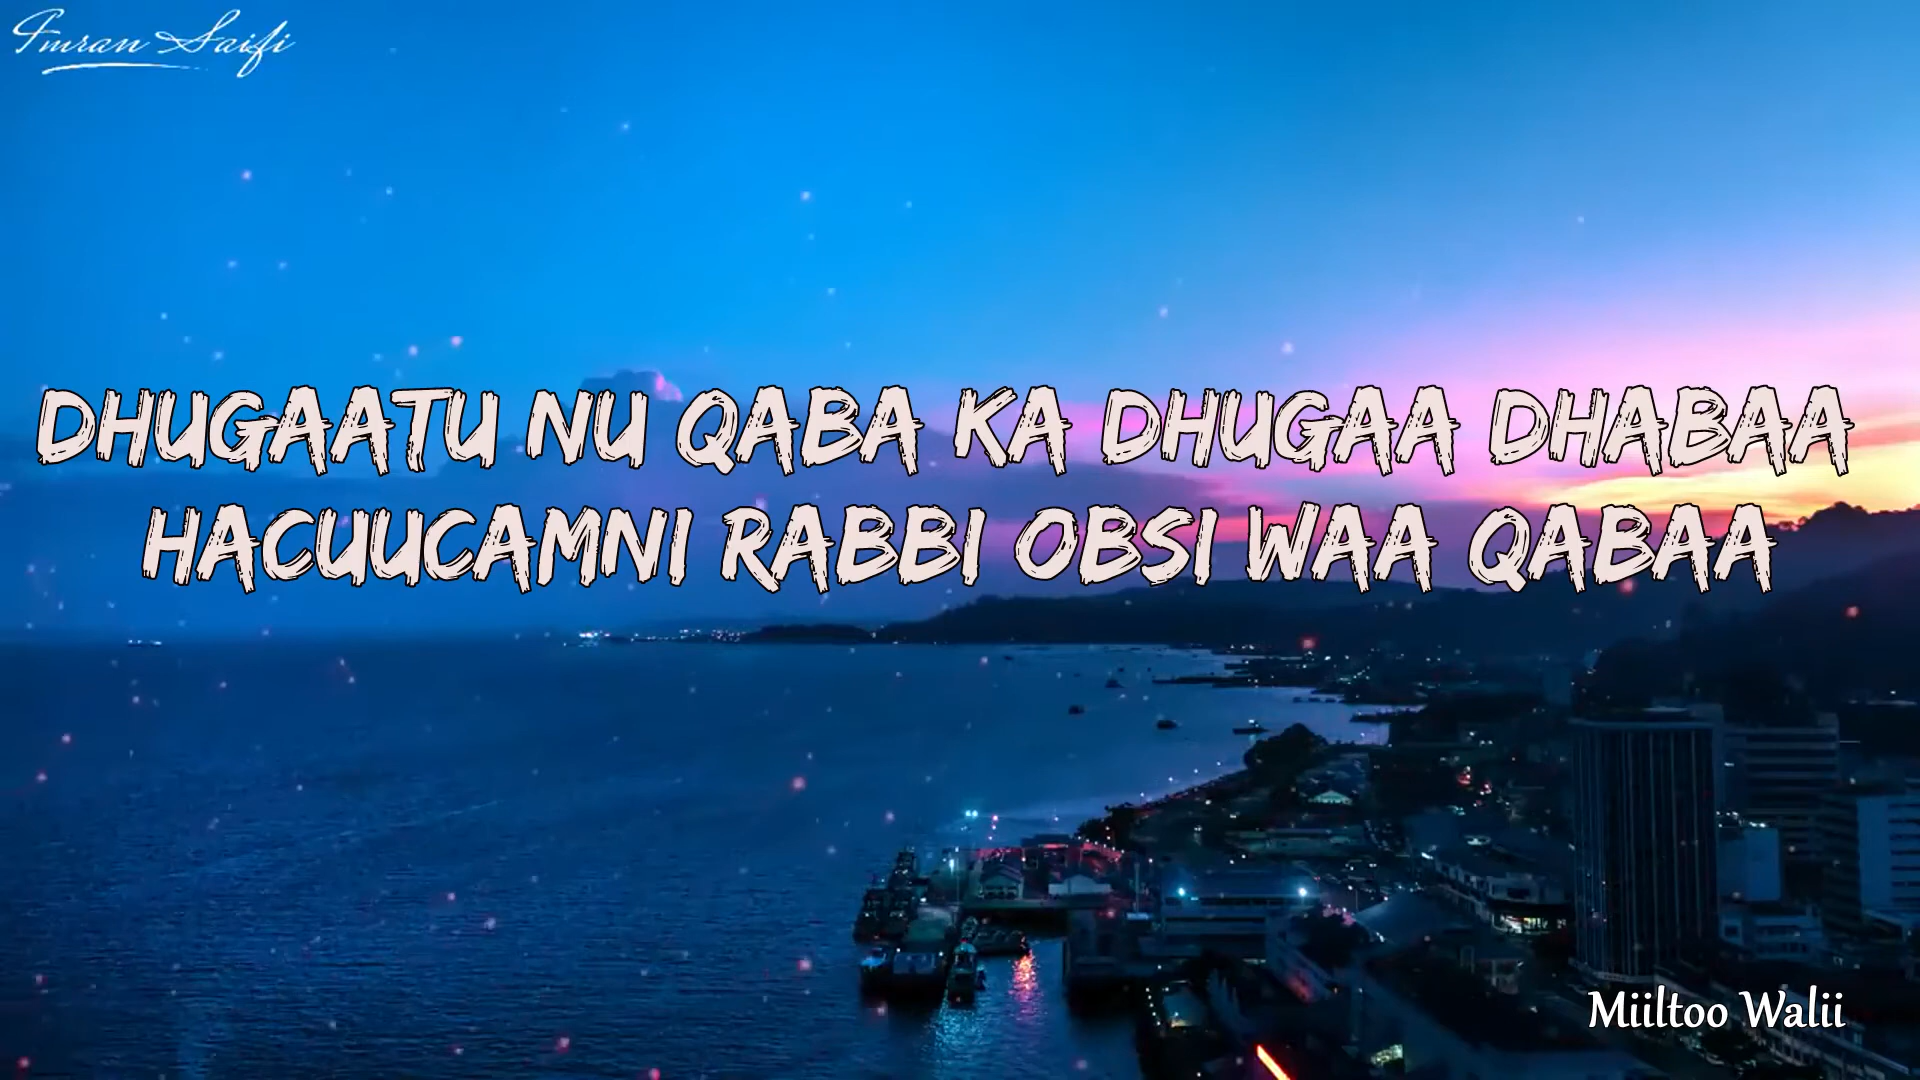 Imran Saifi
DHUGAATU NU QABA KA DHUGAA DHABAA
HACUUCAMNI RABBI OBSI WAA QABAA
Miiltoo Walii